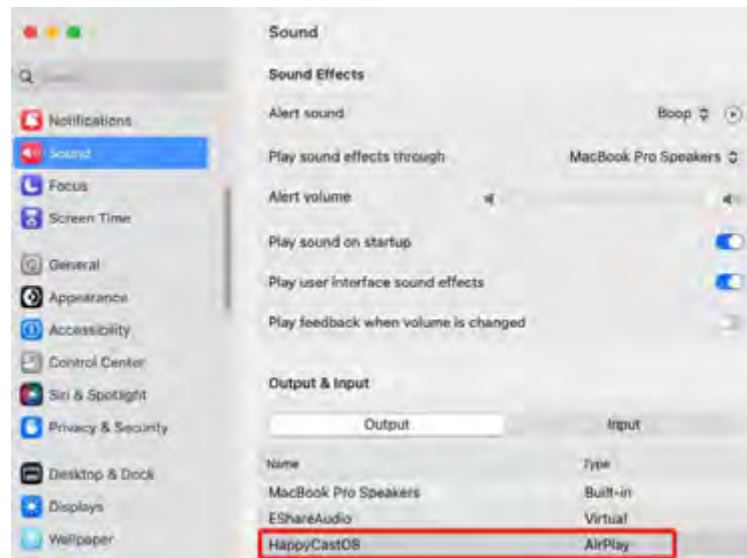 Sound
Sound Effects
Notifications
Alert sound
Boop
Sound
Play sound effects through
MacBook Pro Speakers
Focus
Alert volume
Screen Time
Play sound on startup
General
Play user interface sound effects
Appearance
Accessibility
Play feedback when volume is changed
Control Center
Siri & Spotlight
Output & Input
Privacy & Security
Output
Input
Desktop & Dock
Name
Type
MacBook Pro Speakers
Built-in
Displays
EShareAudio
Virtual
Wallpaper
HappyCast08
AirPlay